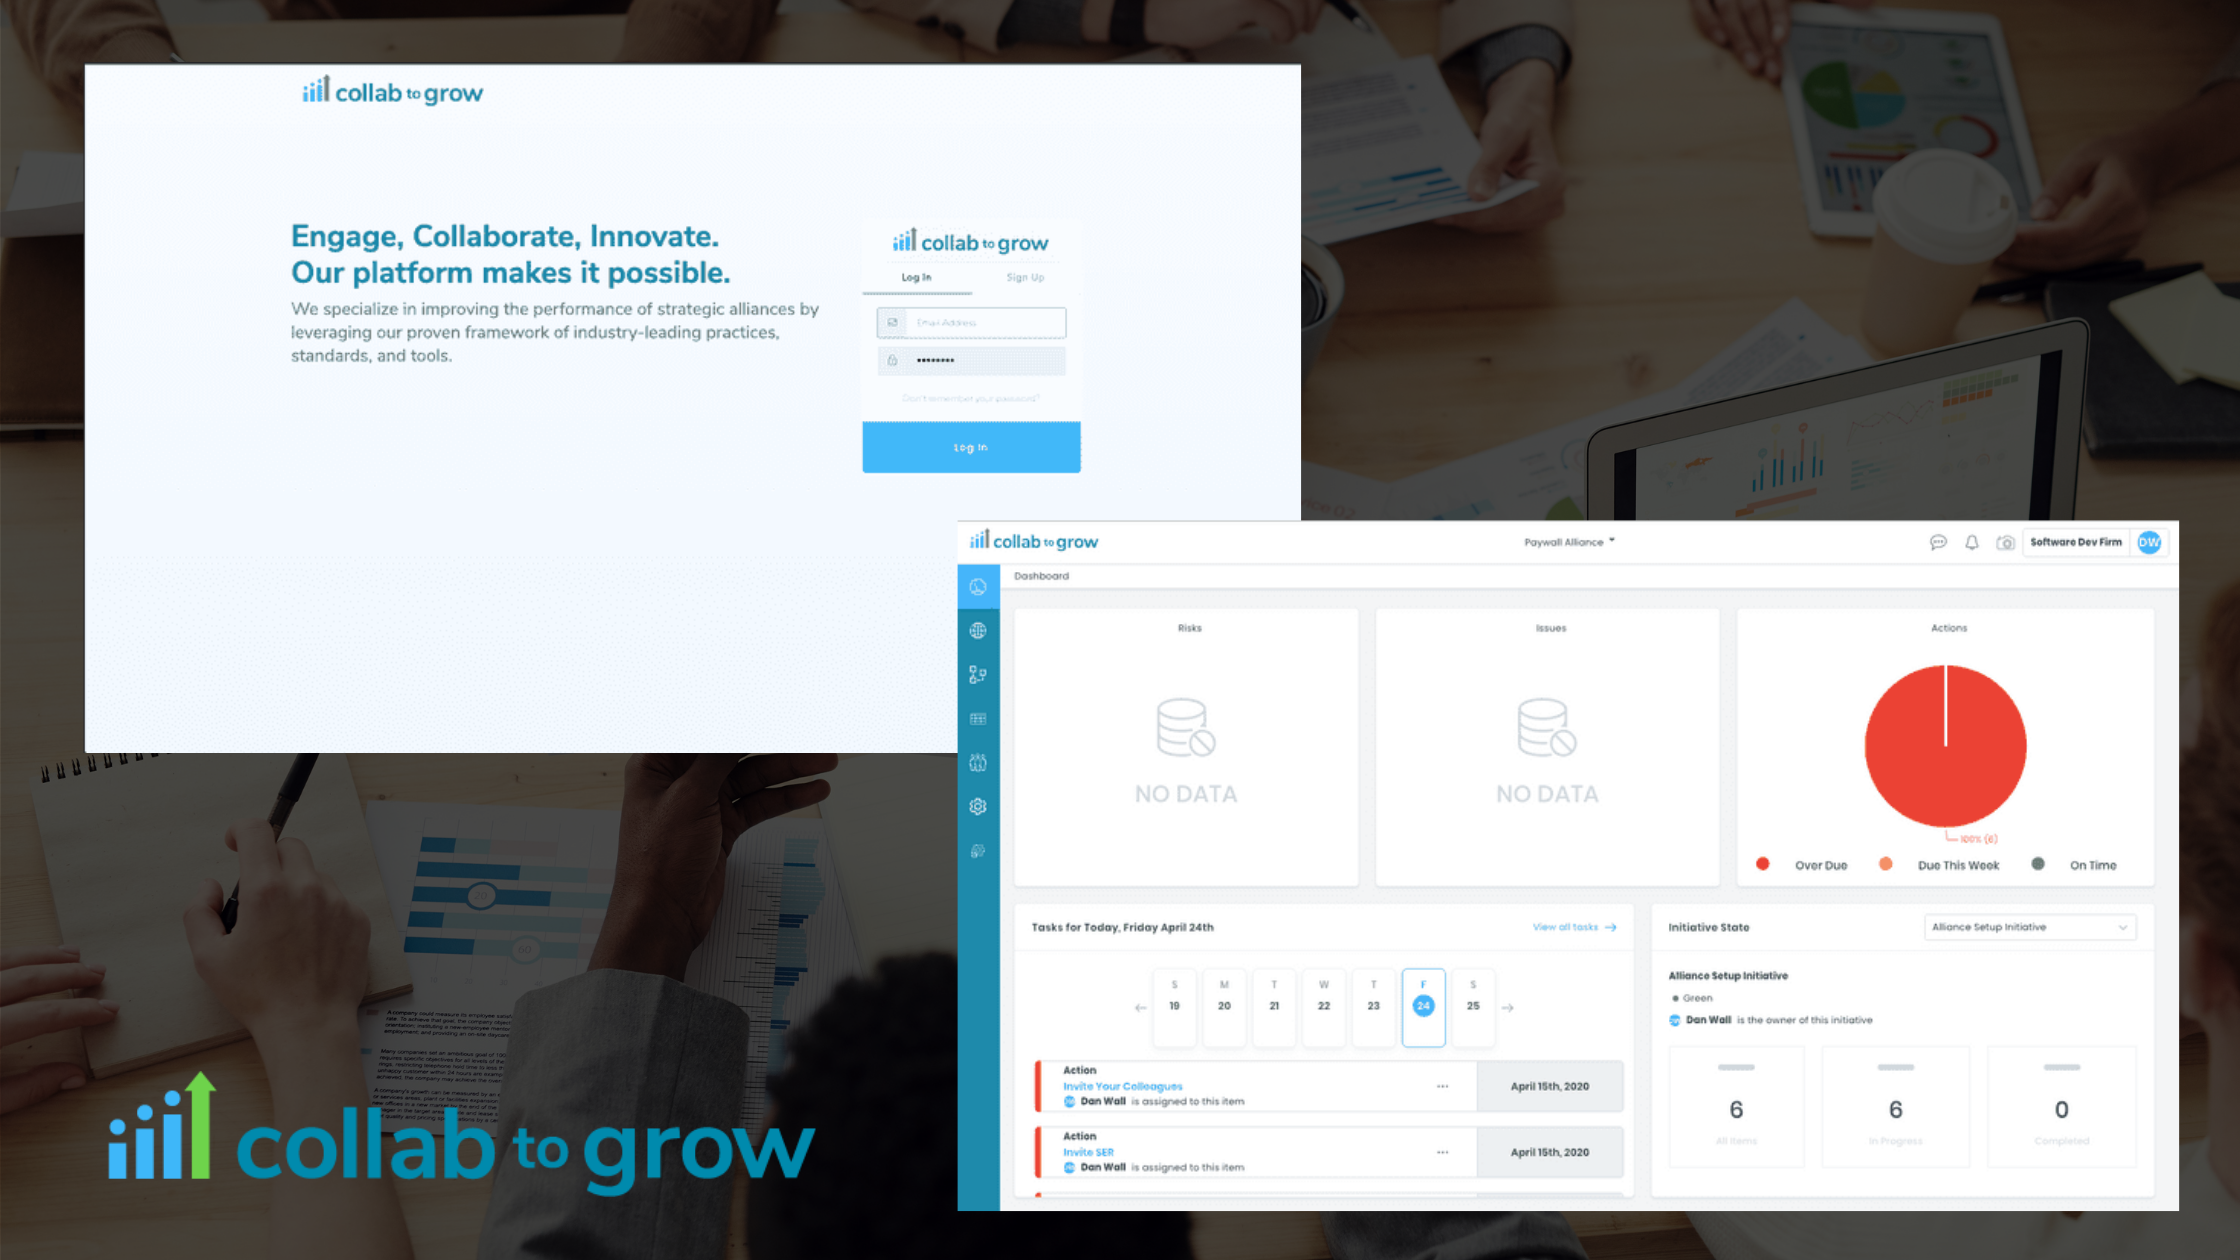 collab to grow
Engage, Collaborate, Innovate.
Our platform makes it possible.
We specialize in improving the performance of strategic alliances by
leveraging our proven framework of industry-leading practices,
standards, and tools.
collab to grow
Log In
Sign Up
Email Address
••••••••
Don't remember your password?
Log In
collab to grow
Paywall Alliance
Software Dev Firm
DW
Dashboard
Risks
NO DATA
Issues
NO DATA
Actions
100% (6)
Over Due
Due This Week
On Time
Tasks for Today, Friday April 24th
View all tasks →
S M T W T F S
19 20 21 22 23 24 25
Action
Invite Your Colleagues
Dan Wall is assigned to this item
...
April 15th, 2020
Action
Invite SER
Dan Wall is assigned to this item
...
April 15th, 2020
Initiative State
Alliance Setup Initiative
Alliance Setup Initiative
Green
Dan Wall is the owner of this initiative
6
All Items
6
In Progress
0
Completed
20
60
collab to grow